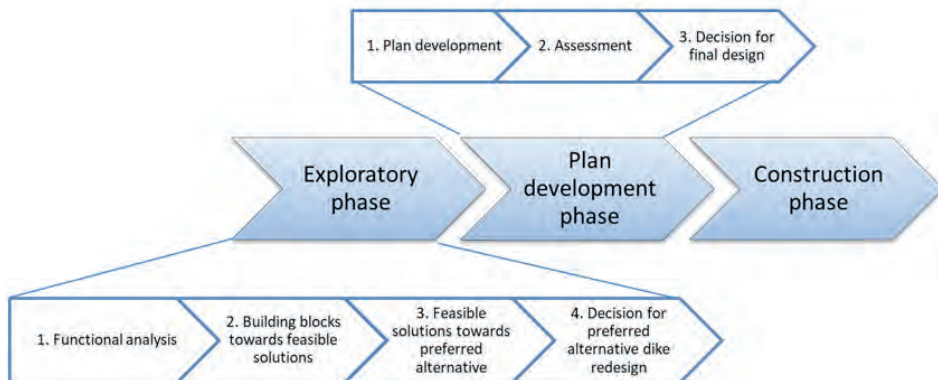 1. Plan development
2. Assessment
3. Decision for
final design
Exploratory
phase
Plan
development
phase
Construction
phase
1. Functional analysis
2. Building blocks
towards feasible
solutions
3. Feasible
solutions towards
preferred
alternative
4. Decision for
preferred
alternative dike
redesign